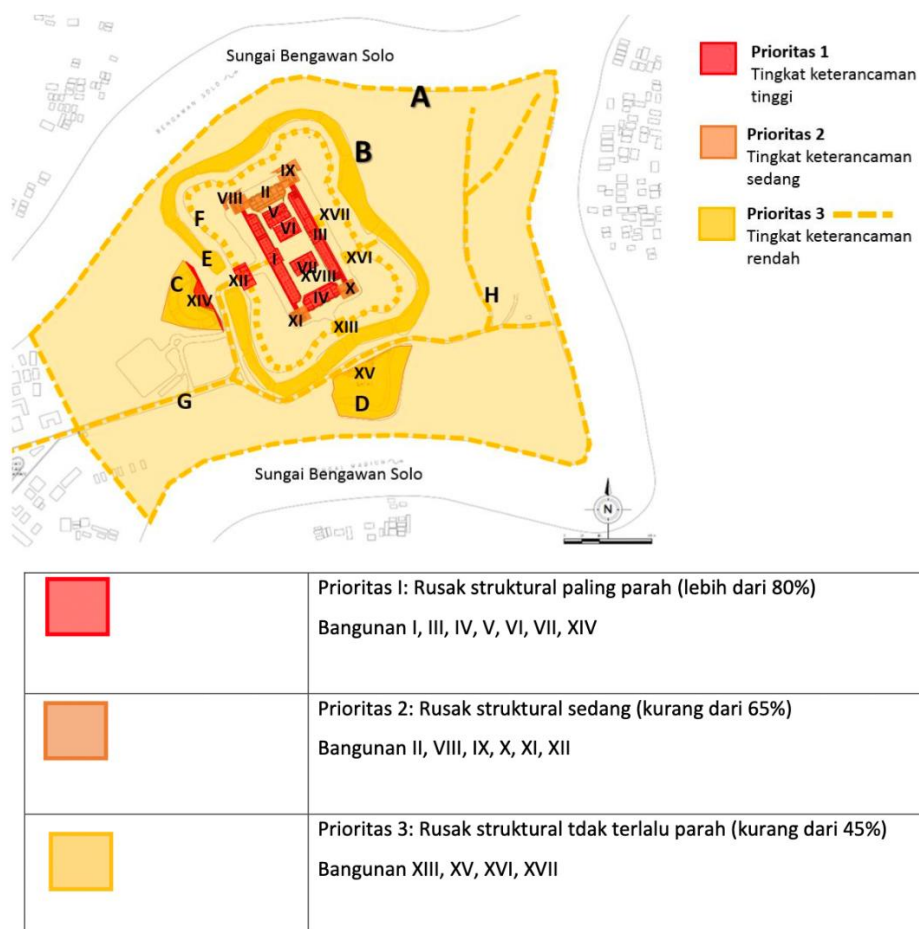 Sungai Bengawan Solo
BENGAWAN SOLO
A
B
IX
VIII
II
V
XVII
VI
III
F
E
I
XVI
C
XII
VII
XVIII
XIV
X
IV
H
XI
XIII
XV
G
D
Sungai Bengawan Solo
N
Prioritas 1
Tingkat keterancaman
tinggi
Prioritas 2
Tingkat keterancaman
sedang
Prioritas 3
Tingkat keterancaman
rendah
Prioritas I: Rusak struktural paling parah (lebih dari 80%)
Bangunan I, III, IV, V, VI, VII, XIV
Prioritas 2: Rusak struktural sedang (kurang dari 65%)
Bangunan II, VIII, IX, X, XI, XII
Prioritas 3: Rusak struktural tdak terlalu parah (kurang dari 45%)
Bangunan XIII, XV, XVI, XVII